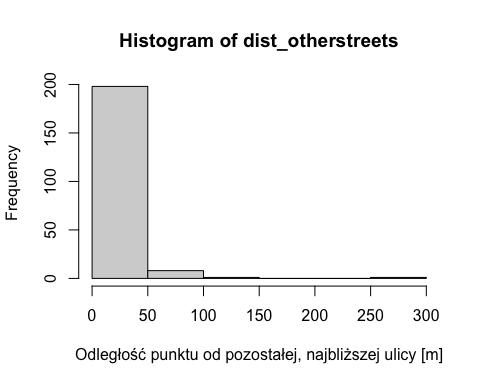 Histogram of dist_otherstreets
Frequency
200
150
100
50
0
0 50 100 150 200 250 300
Odległość punktu od pozostałej, najbliższej ulicy [m]